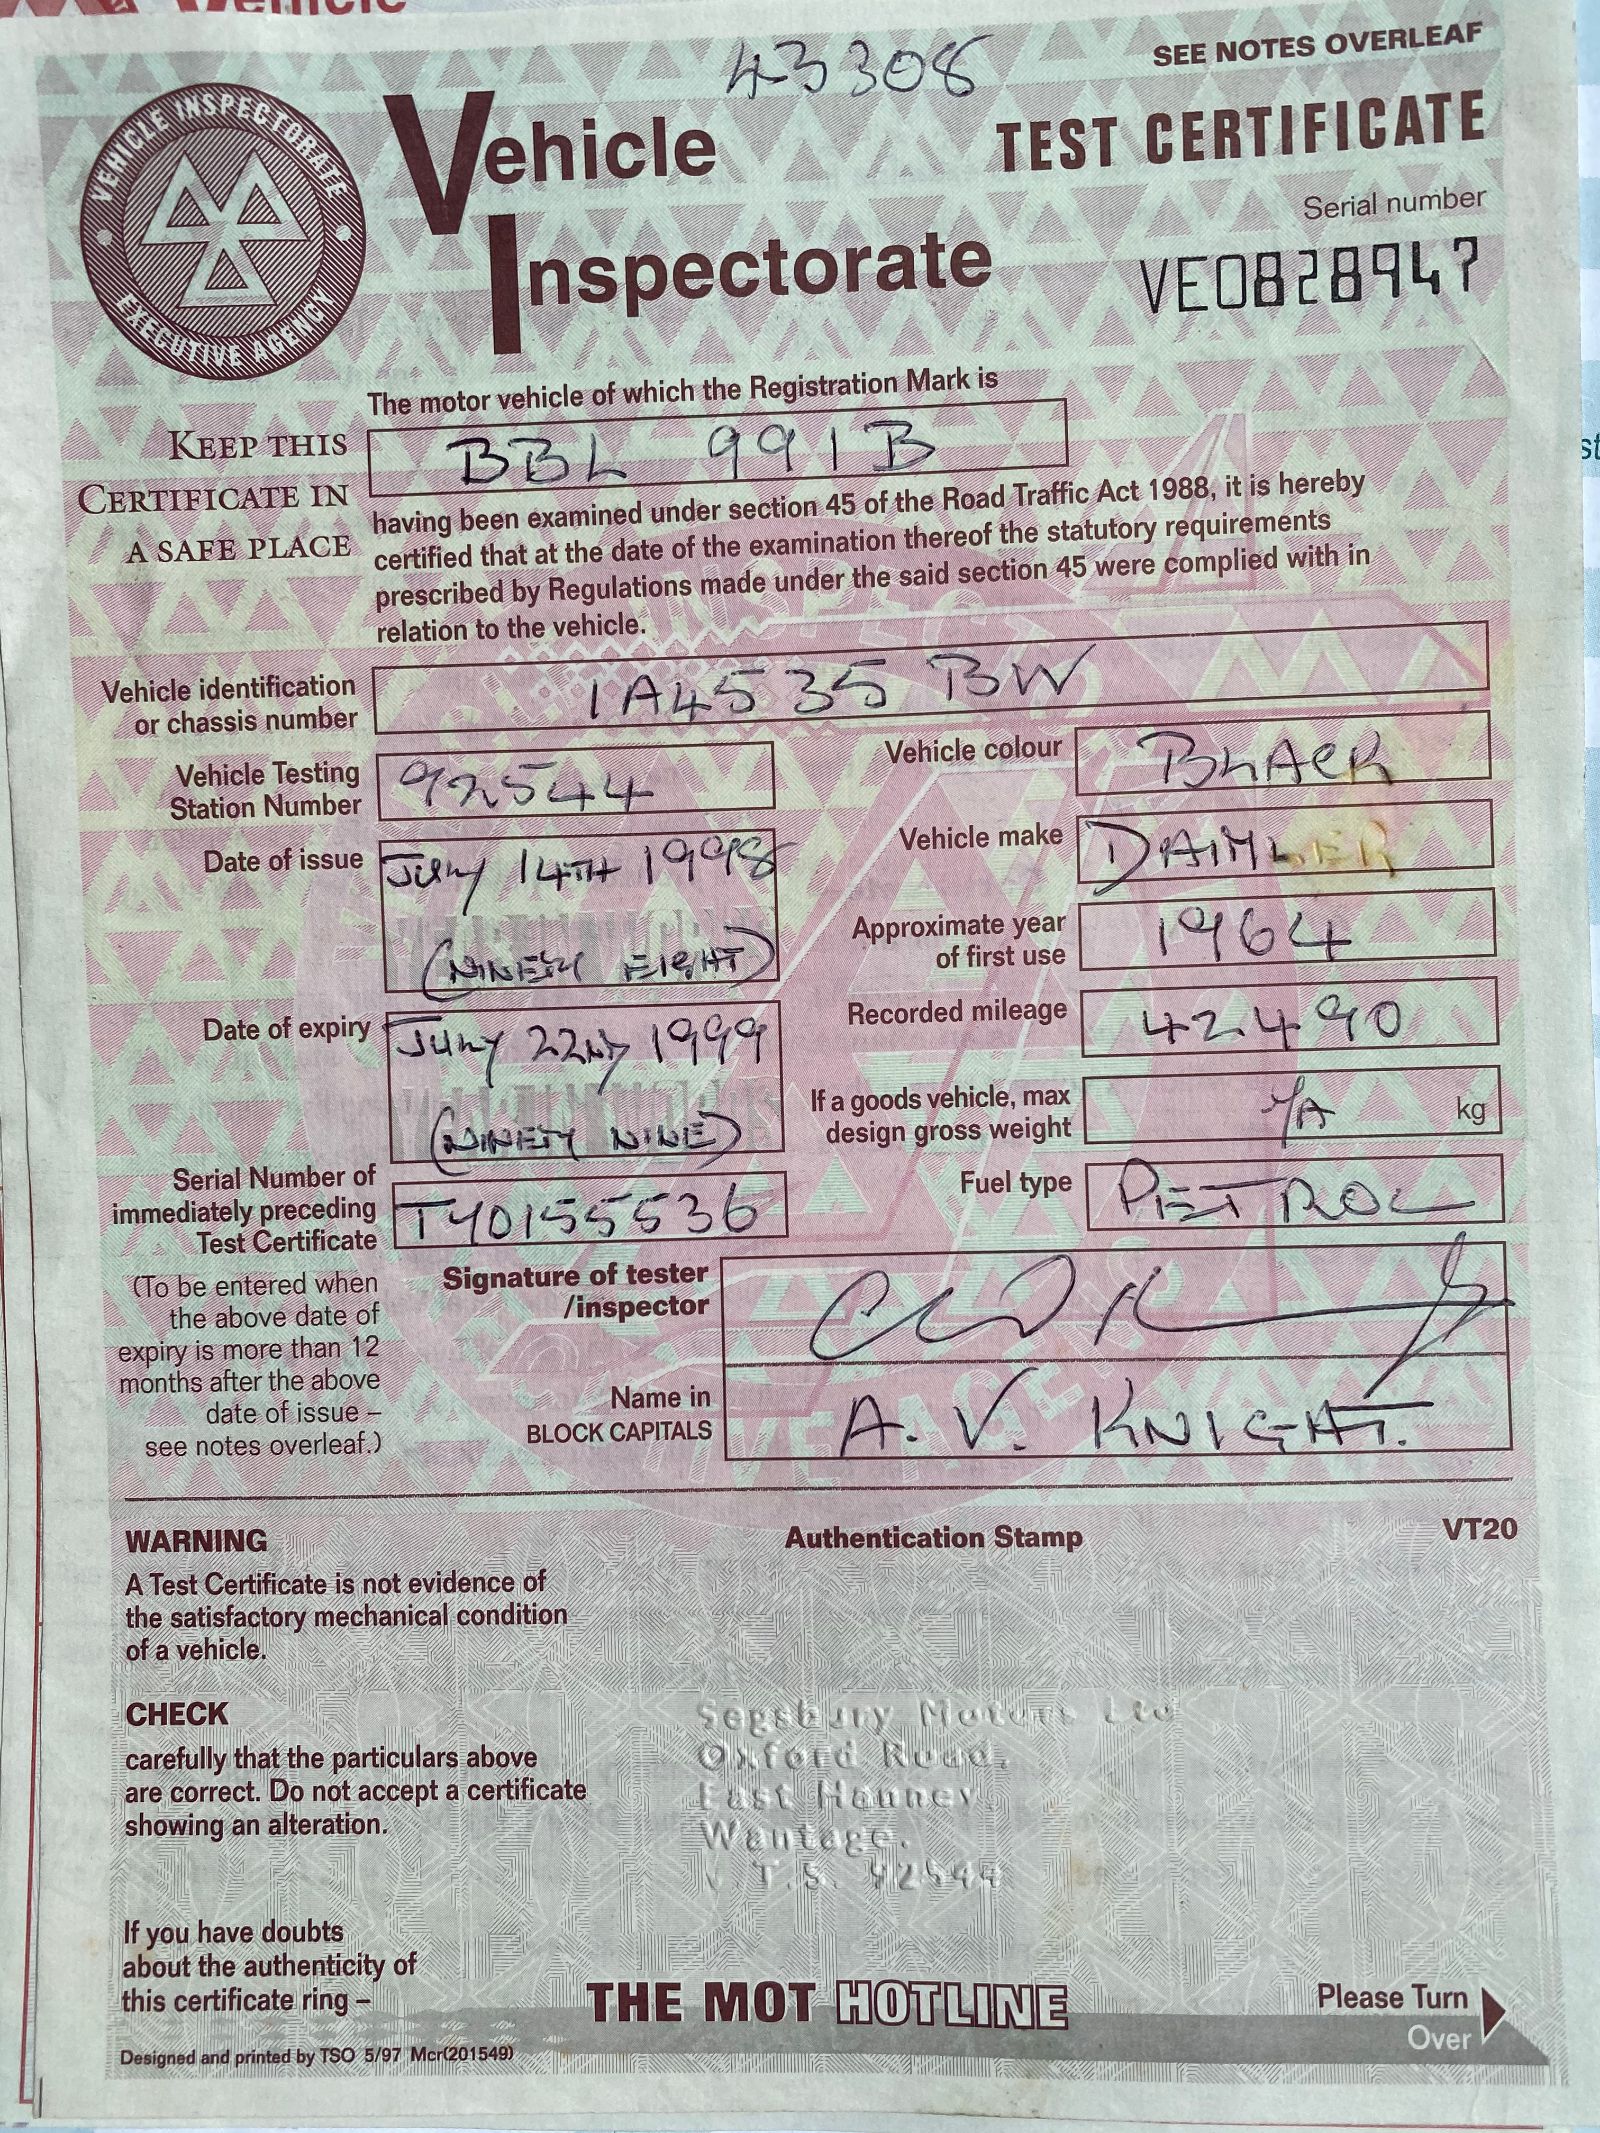 Vehicle
43308
SEE NOTES OVERLEAF
VEHICLE INSPECTORATE
EXECUTIVE AGENCY
Vehicle
Inspectorate
TEST CERTIFICATE
Serial number
VE0828947
The motor vehicle of which the Registration Mark is
KEEP THIS
CERTIFICATE IN
A SAFE PLACE
BBL 991B
having been examined under section 45 of the Road Traffic Act 1988, it is hereby
certified that at the date of the examination thereof the statutory requirements
prescribed by Regulations made under the said section 45 were complied with in
relation to the vehicle.
Vehicle identification
or chassis number
1A4535 BW
Vehicle Testing
Station Number
92544
Vehicle colour
BLACK
Date of issue
JULY 14TH 1998
(NINETY EIGHT)
Vehicle make
DAIMLER
Approximate year
of first use
1964
Date of expiry
JULY 22ND 1999
(NINETY NINE)
Recorded mileage
42490
If a goods vehicle, max
design gross weight
N/A
kg
Serial Number of
immediately preceding
Test Certificate
TY0155536
Fuel type
PETROL
(To be entered when
the above date of
expiry is more than 12
months after the above
date of issue –
see notes overleaf.)
Signature of tester
/inspector
Name in
BLOCK CAPITALS
A. V. KNIGHT.
WARNING
A Test Certificate is not evidence of
the satisfactory mechanical condition
of a vehicle.
Authentication Stamp
VT20
CHECK
carefully that the particulars above
are correct. Do not accept a certificate
showing an alteration.
Segsbury Motors Ltd
Oxford Road,
East Hanney,
Wantage.
V.T.S. 92544
If you have doubts
about the authenticity of
this certificate ring –
THE MOT HOTLINE
Please Turn
Over
Designed and printed by TSO 5/97 Mcr(201549)